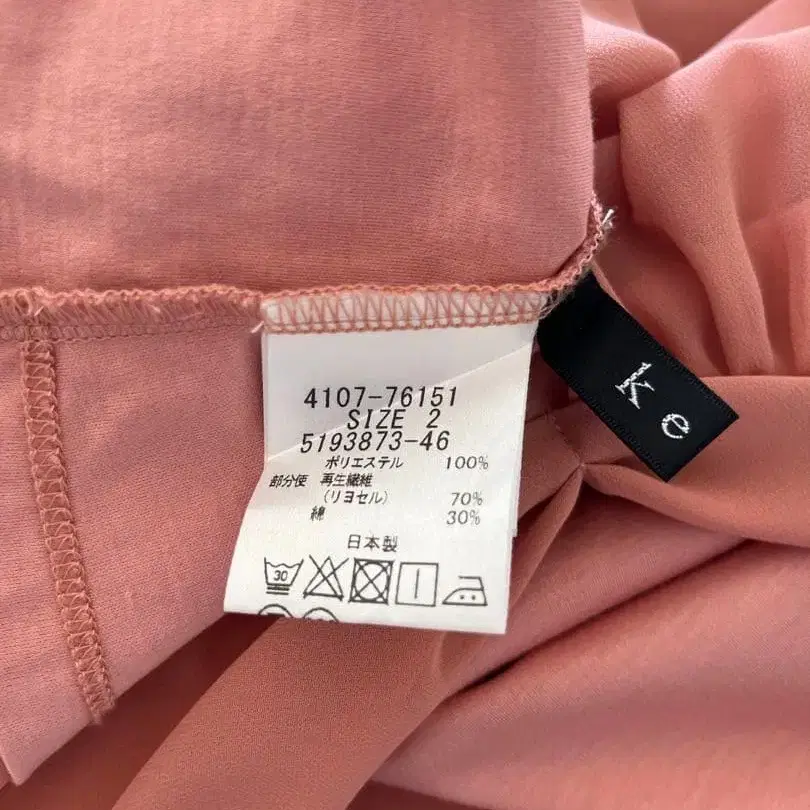 4107-76151
SIZE 2
5193873-46
ポリエステル 100%
部分使 再生繊維
(リヨセル) 70%
綿 30%
日本製
30
ke